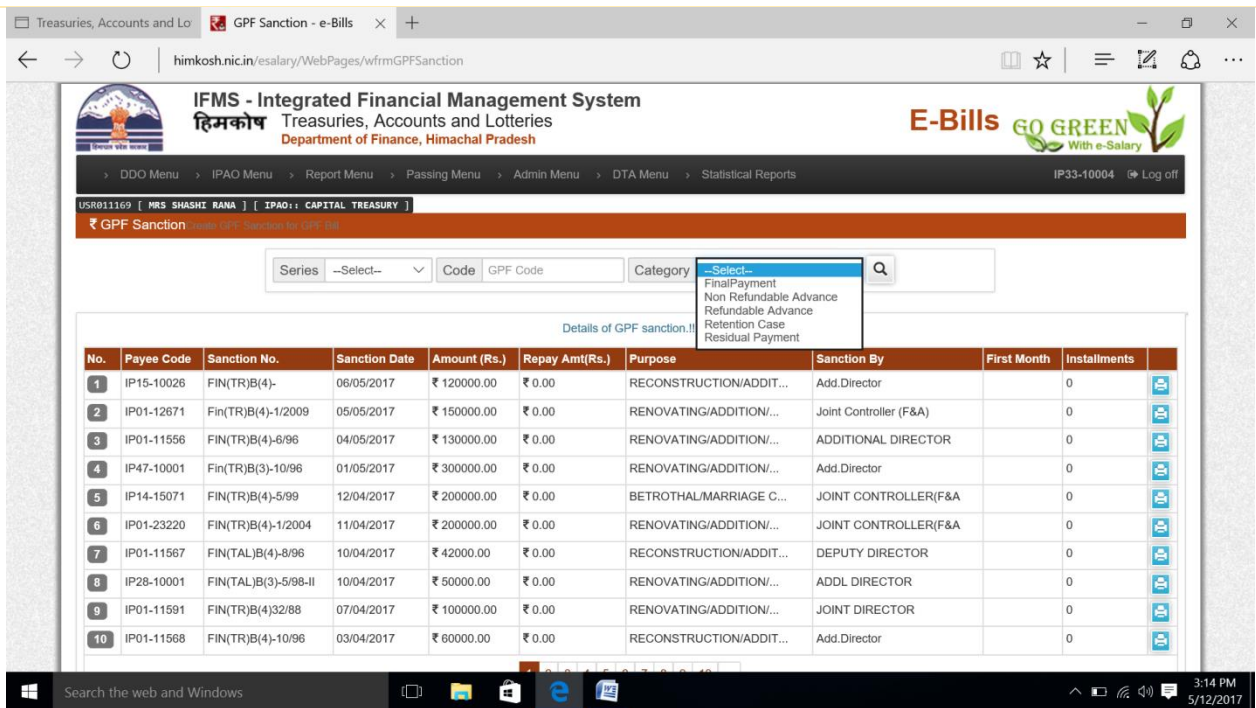 Treasuries, Accounts and Lo
GPF Sanction - e-Bills
himkosh.nic.in/esalary/WebPages/wfrmGPFSanction
IFMS - Integrated Financial Management System
हिमकोष Treasuries, Accounts and Lotteries
Department of Finance, Himachal Pradesh
E-Bills GO GREEN
With e-Salary
> DDO Menu > IPAO Menu > Report Menu > Passing Menu > Admin Menu > DTA Menu > Statistical Reports IP33-10004 Log off
USR011169 [ MRS SHASHI RANA ] [ IPAO:: CAPITAL TREASURY ]
₹ GPF Sanction Create GPF Sanction for GPF Bill
Series --Select-- Code GPF Code Category --Select--
FinalPayment
Non Refundable Advance
Refundable Advance
Retention Case
Residual Payment
Details of GPF sanction.!!
No. Payee Code Sanction No. Sanction Date Amount (Rs.) Repay Amt(Rs.) Purpose Sanction By First Month Installments
1 IP15-10026 FIN(TR)B(4)- 06/05/2017 ₹ 120000.00 ₹ 0.00 RECONSTRUCTION/ADDIT... Add.Director 0
2 IP01-12671 Fin(TR)B(4)-1/2009 05/05/2017 ₹ 150000.00 ₹ 0.00 RENOVATING/ADDITION/... Joint Controller (F&A) 0
3 IP01-11556 FIN(TR)B(4)-6/96 04/05/2017 ₹ 130000.00 ₹ 0.00 RENOVATING/ADDITION/... ADDITIONAL DIRECTOR 0
4 IP47-10001 Fin(TR)B(3)-10/96 01/05/2017 ₹ 300000.00 ₹ 0.00 RENOVATING/ADDITION/... Add.Director 0
5 IP14-15071 FIN(TR)B(4)-5/99 12/04/2017 ₹ 200000.00 ₹ 0.00 BETROTHAL/MARRIAGE C... JOINT CONTROLLER(F&A 0
6 IP01-23220 FIN(TR)B(4)-1/2004 11/04/2017 ₹ 200000.00 ₹ 0.00 RENOVATING/ADDITION/... JOINT CONTROLLER(F&A 0
7 IP01-11567 FIN(TAL)B(4)-8/96 10/04/2017 ₹ 42000.00 ₹ 0.00 RECONSTRUCTION/ADDIT... DEPUTY DIRECTOR 0
8 IP28-10001 FIN(TAL)B(3)-5/98-II 10/04/2017 ₹ 50000.00 ₹ 0.00 RENOVATING/ADDITION/... ADDL DIRECTOR 0
9 IP01-11591 FIN(TR)B(4)32/88 07/04/2017 ₹ 100000.00 ₹ 0.00 RENOVATING/ADDITION/... JOINT DIRECTOR 0
10 IP01-11568 FIN(TR)B(4)-10/96 03/04/2017 ₹ 60000.00 ₹ 0.00 RECONSTRUCTION/ADDIT... Add.Director 0
Search the web and Windows
3:14 PM
5/12/2017